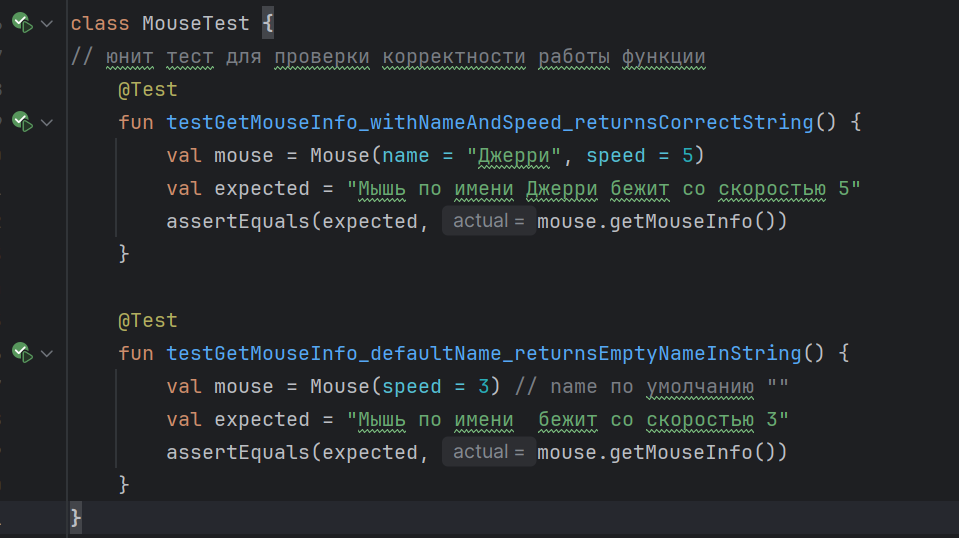 class MouseTest {
// юнит тест для проверки корректности работы функции
@Test
fun testGetMouseInfo_withNameAndSpeed_returnsCorrectString() {
val mouse = Mouse(name = "Джерри", speed = 5)
val expected = "Мышь по имени Джерри бежит со скоростью 5"
assertEquals(expected, actual = mouse.getMouseInfo())
}
@Test
fun testGetMouseInfo_defaultName_returnsEmptyNameInString() {
val mouse = Mouse(speed = 3) // name по умолчанию ""
val expected = "Мышь по имени  бежит со скоростью 3"
assertEquals(expected, actual = mouse.getMouseInfo())
}
}